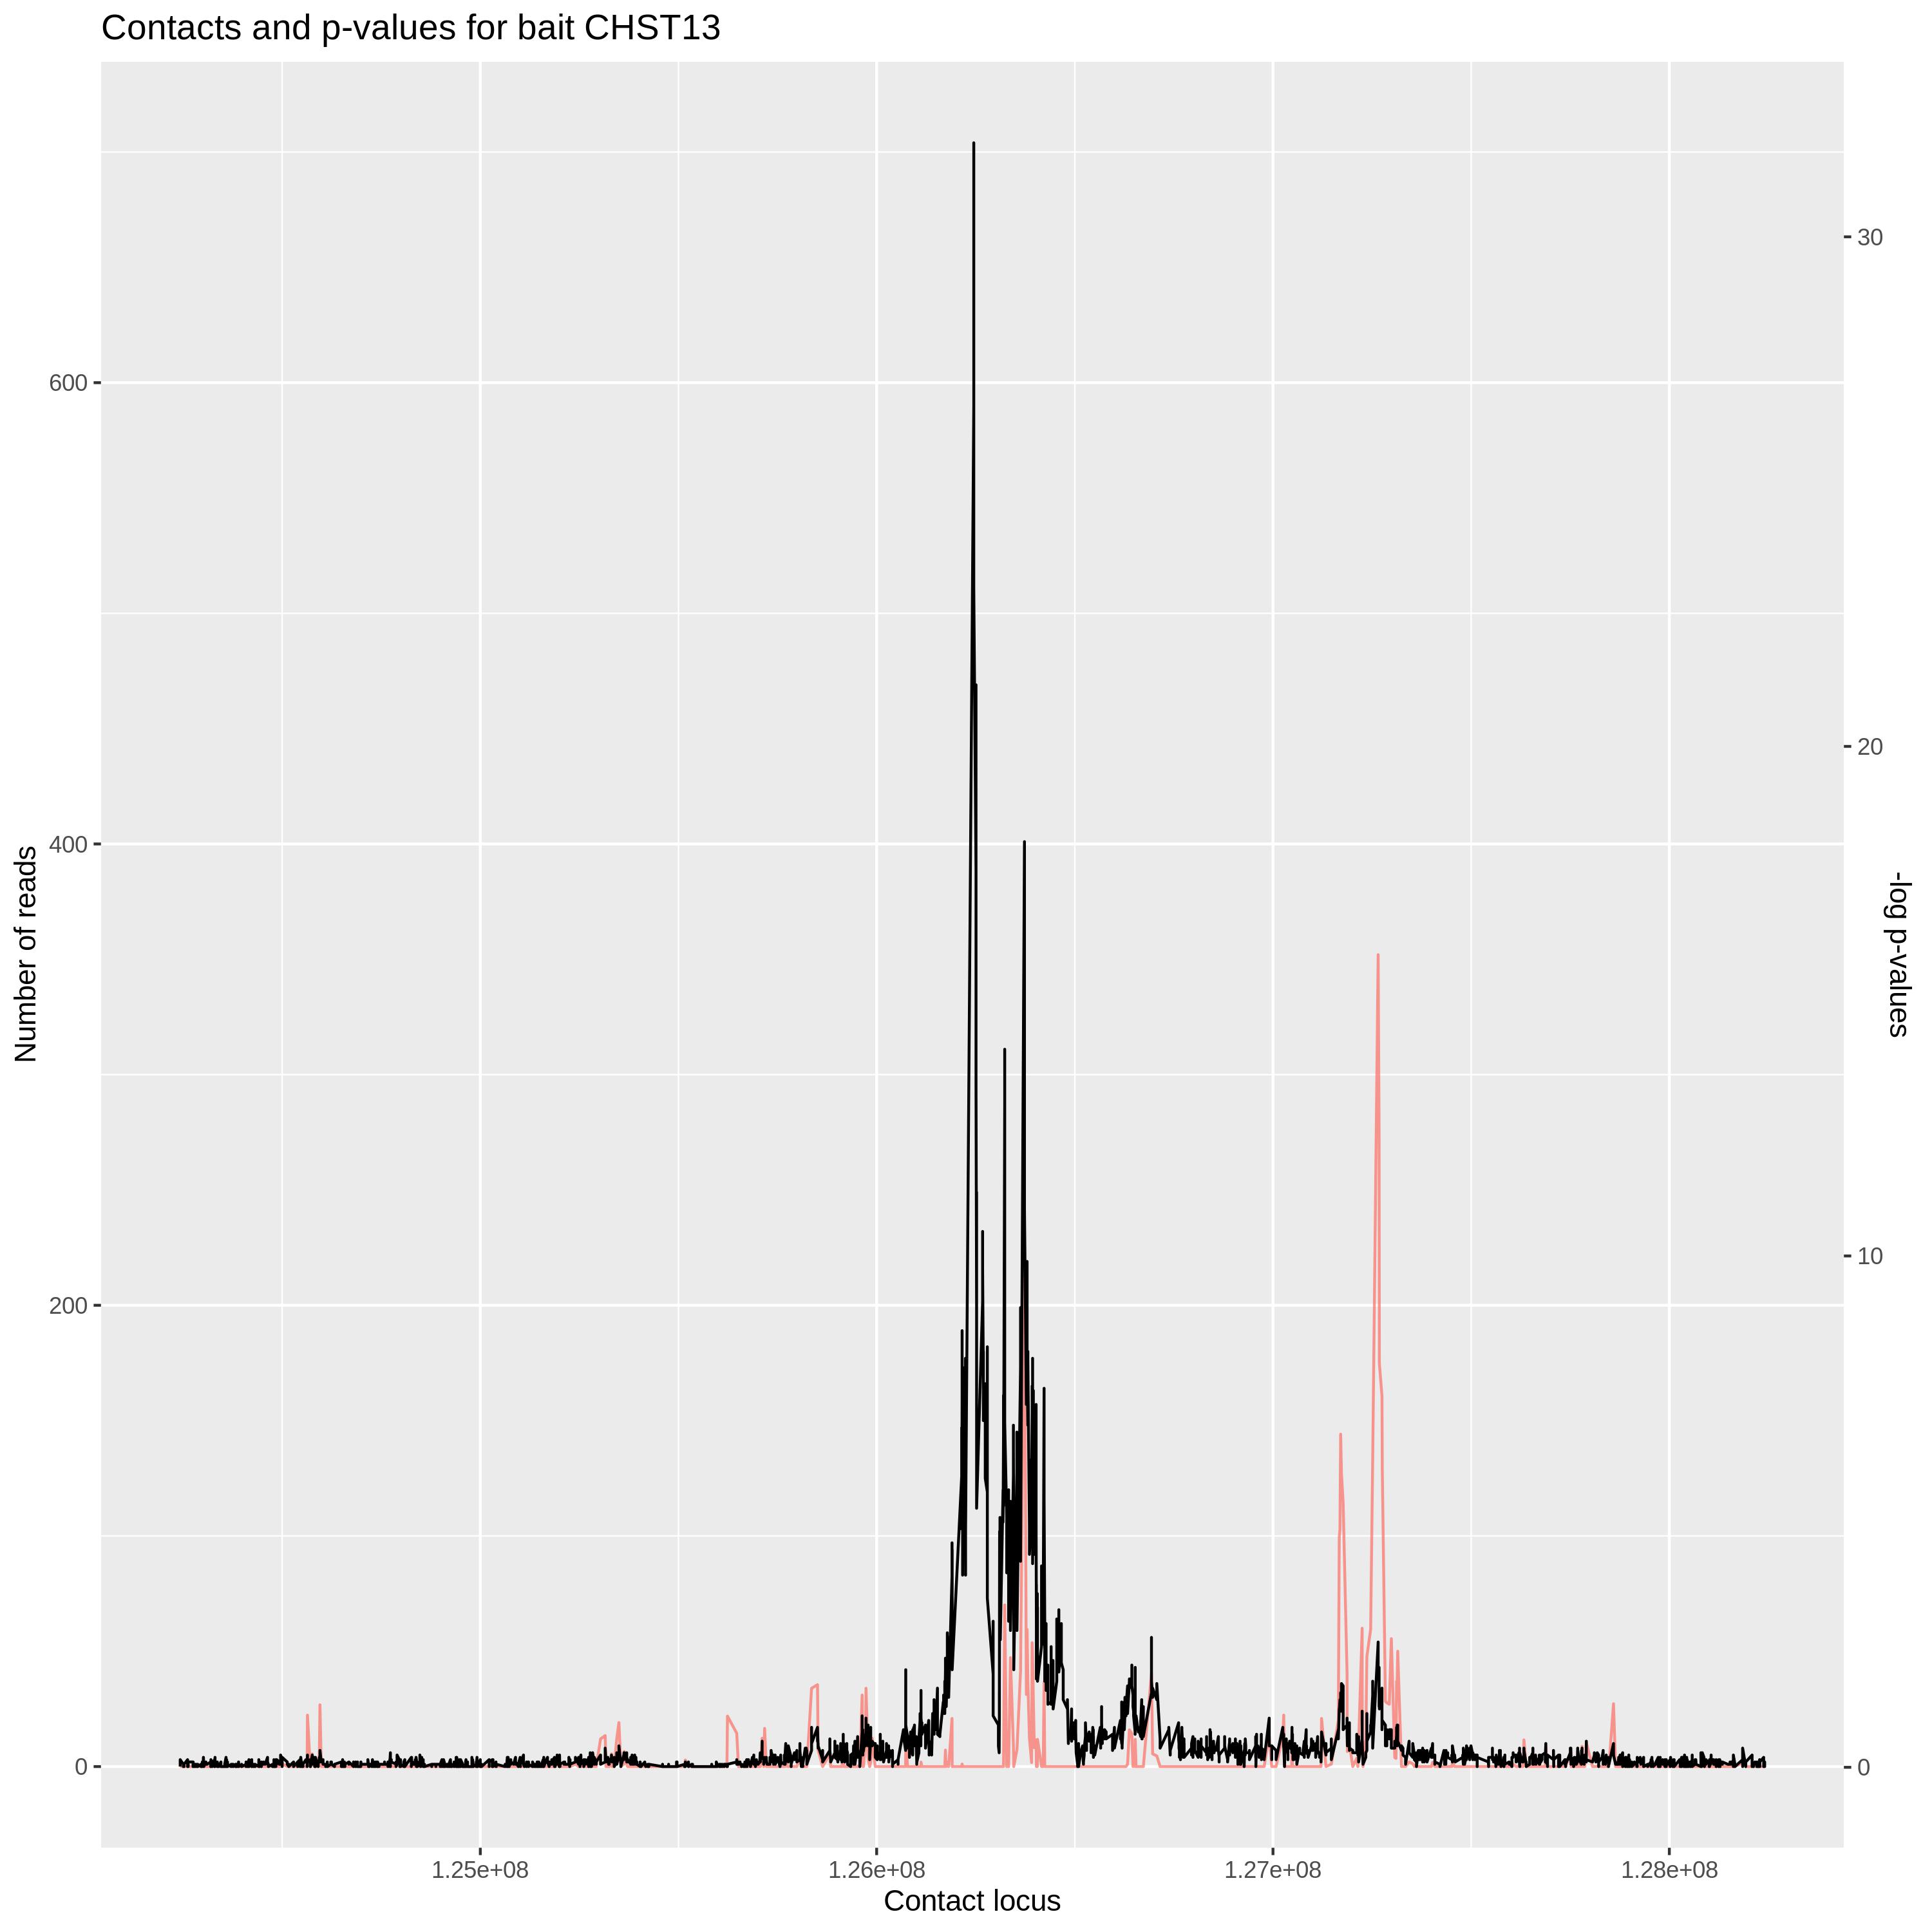 Contacts and p-values for bait CHST13
600
400
200
0
Number of reads
30
20
10
0
-log p-values
1.25e+08
1.26e+08
1.27e+08
1.28e+08
Contact locus